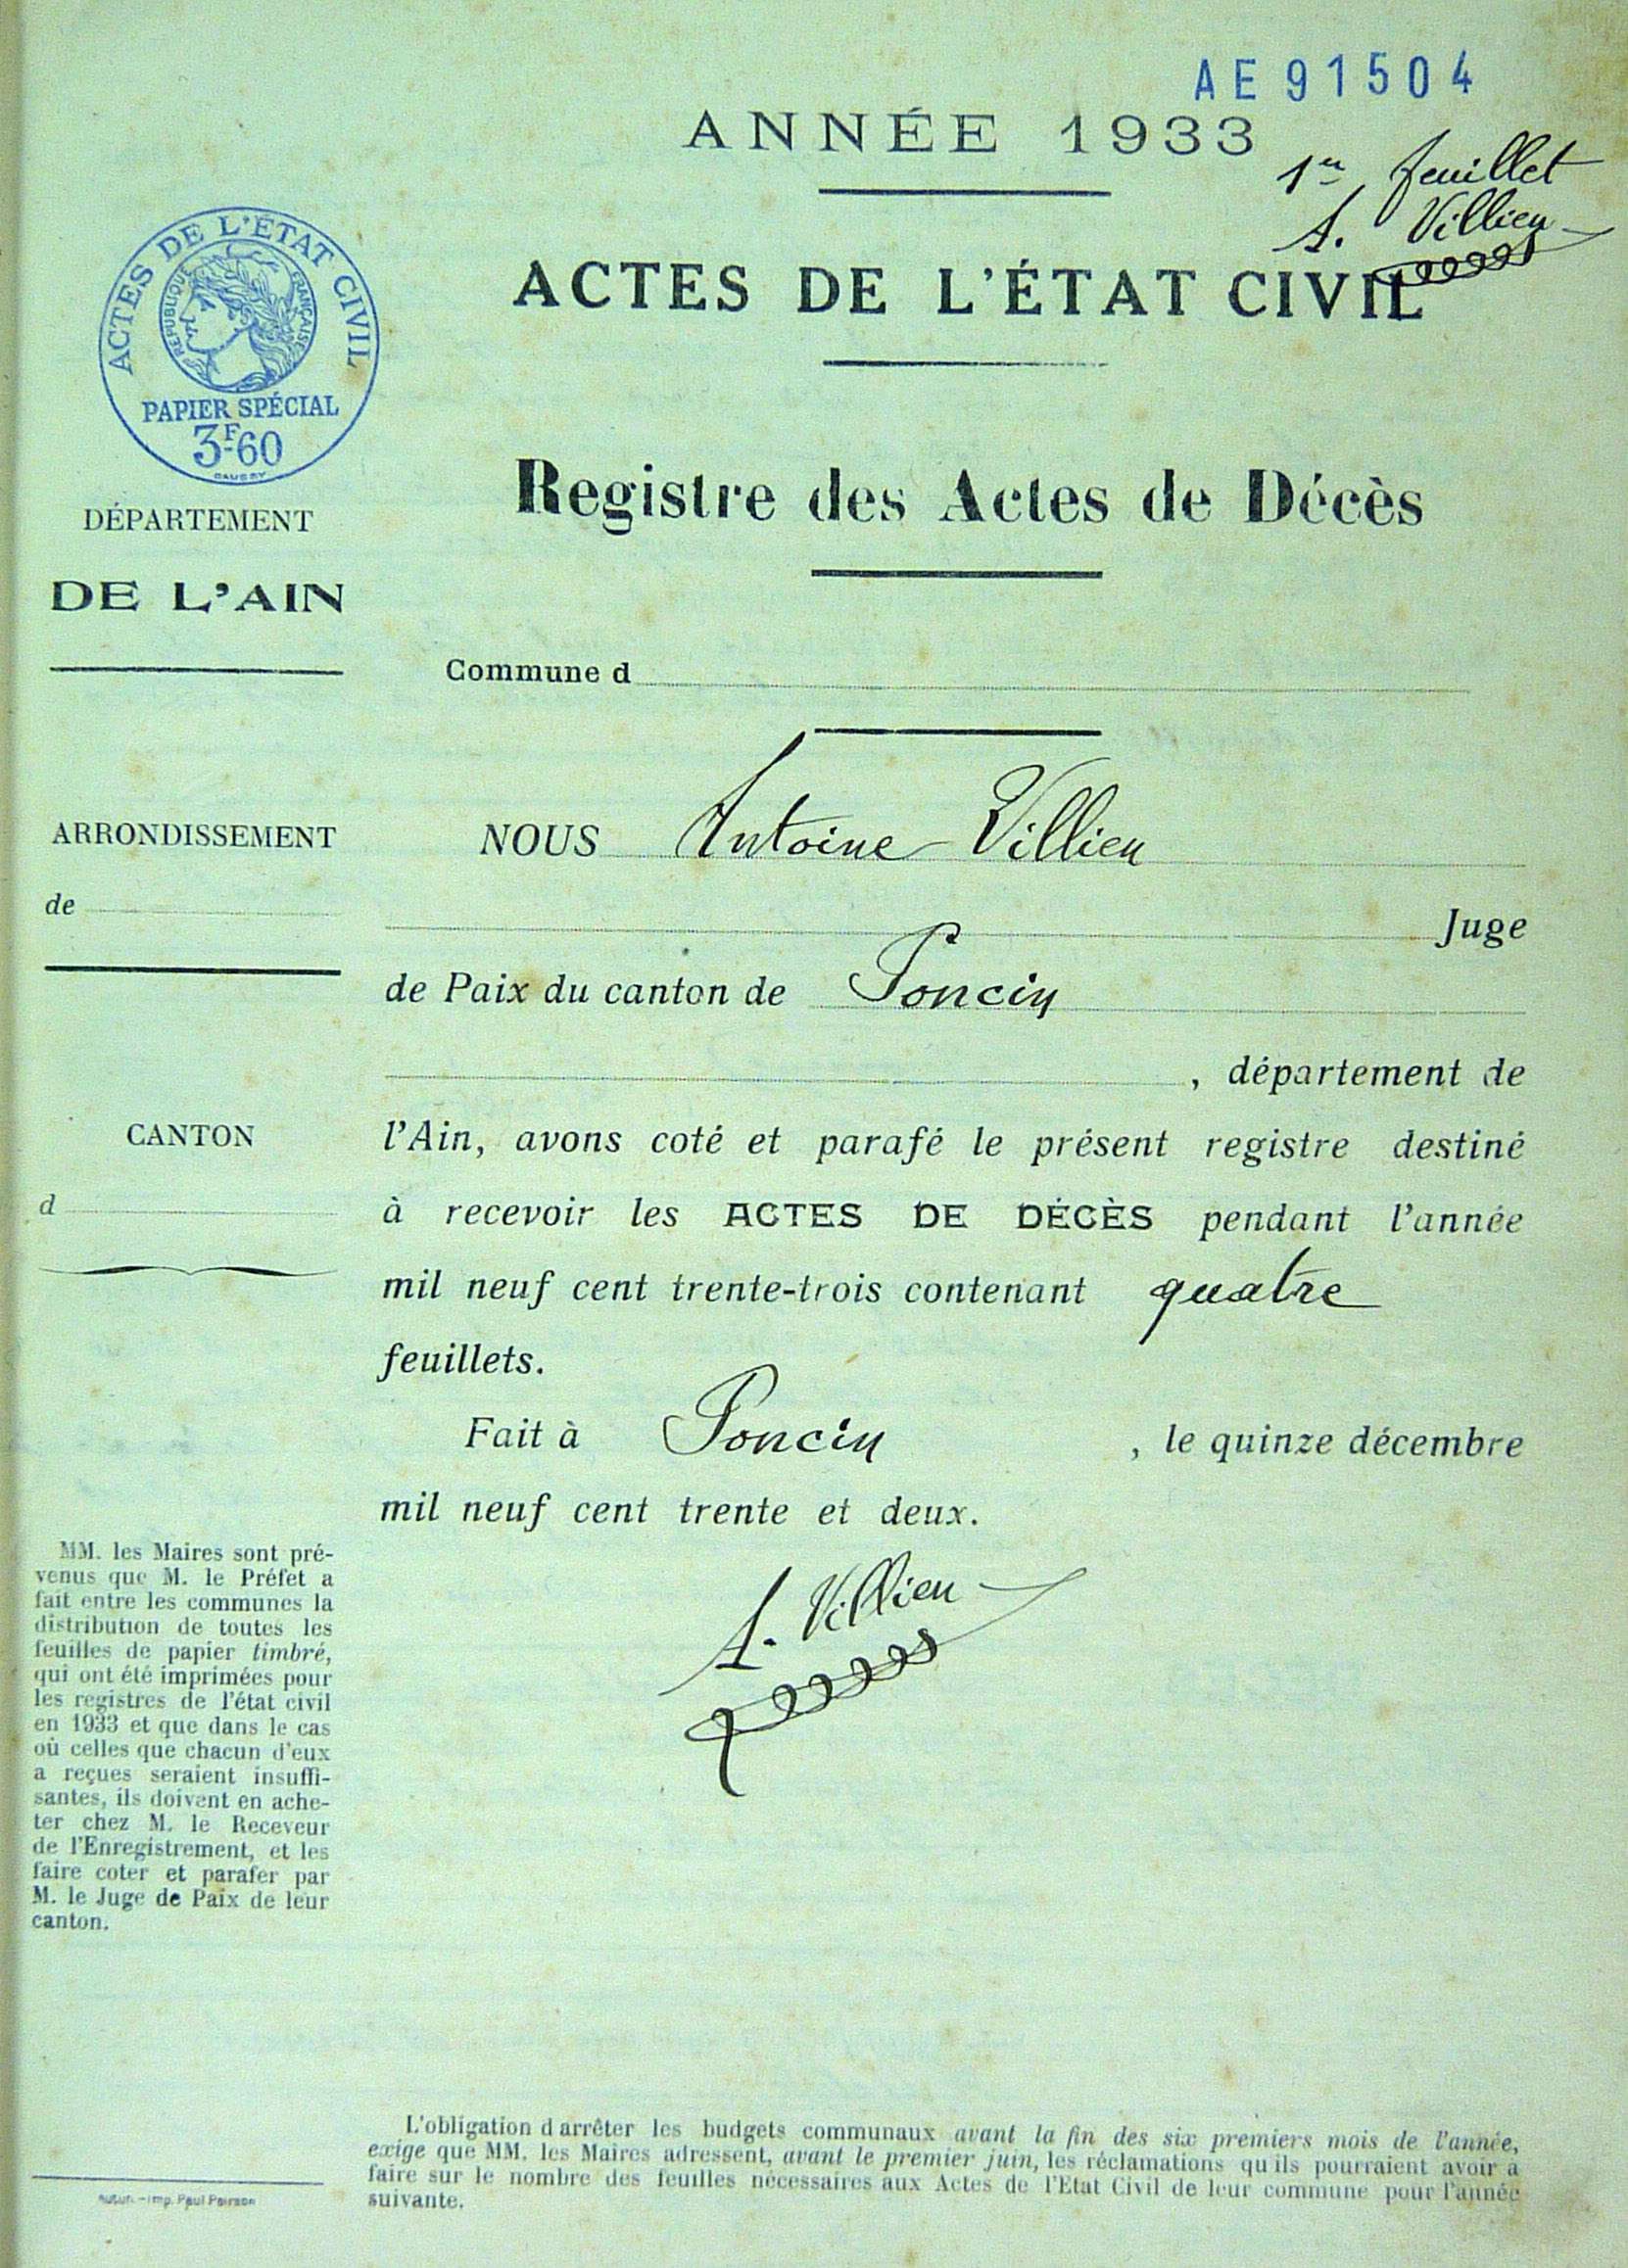 AE 91504
ANNÉE 1933
1er feuillet
A. Villien
ACTES DE L'ÉTAT CIVIL
ACTES DE L'ÉTAT CIVIL
RÉPUBLIQUE FRANÇAISE
PAPIER SPÉCIAL
3F60
Registre des Actes de Décès
DÉPARTEMENT
DE L'AIN
Commune d
ARRONDISSEMENT
de
NOUS Antoine Villien
Juge
de Paix du canton de Poncin
, département de
CANTON
d
l'Ain, avons coté et parafé le présent registre destiné
à recevoir les ACTES DE DÉCÈS pendant l'année
mil neuf cent trente-trois contenant quatre
feuillets.
Fait à Poncin , le quinze décembre
mil neuf cent trente et deux.
A. Villien
MM. les Maires sont pré-
venus que M. le Préfet a
fait entre les communes la
distribution de toutes les
feuilles de papier timbré,
qui ont été imprimées pour
les registres de l'état civil
en 1933 et que dans le cas
où celles que chacun d'eux
a reçues seraient insuffi-
santes, ils doivent en ache-
ter chez M. le Receveur
de l'Enregistrement, et les
faire coter et parafer par
M. le Juge de Paix de leur
canton.
L'obligation d'arrêter les budgets communaux avant la fin des six premiers mois de l'année,
exige que MM. les Maires adressent, avant le premier juin, les réclamations qu'ils pourraient avoir à
faire sur le nombre des feuilles nécessaires aux Actes de l'Etat Civil de leur commune pour l'année
suivante.
Autun. - Imp. Paul Poirson